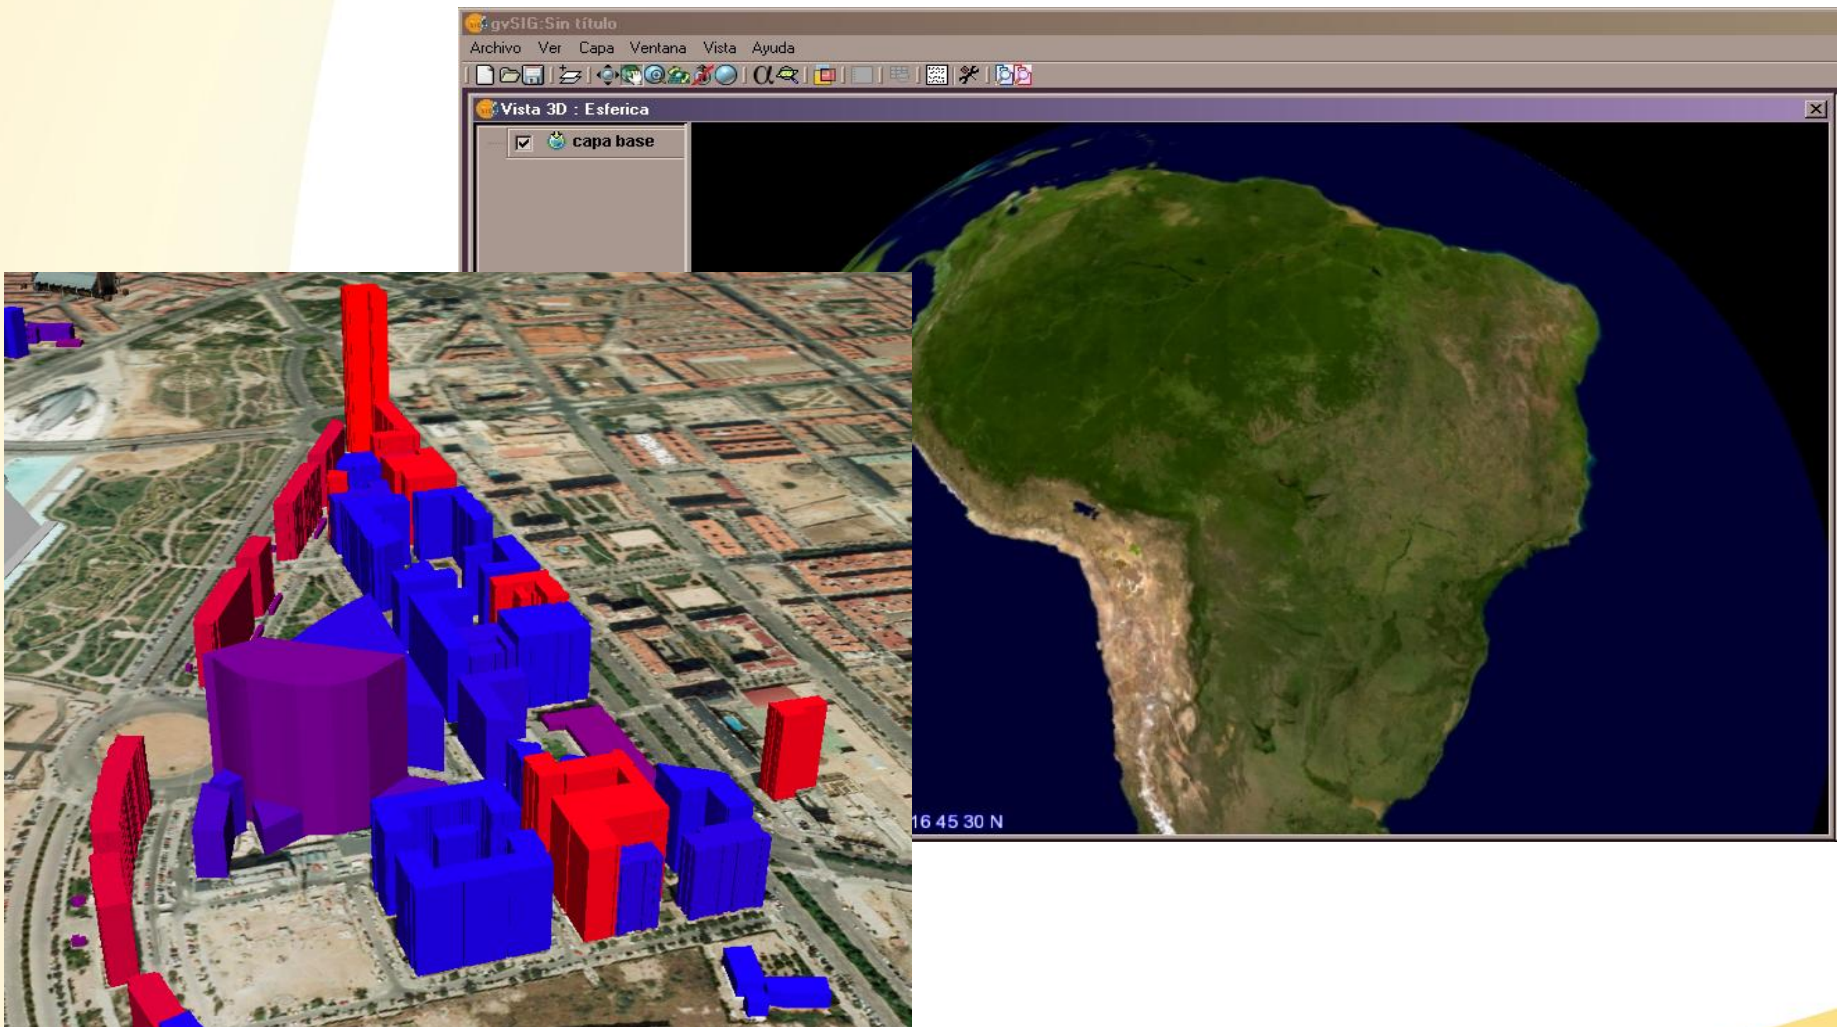 gvSIG:Sin título
Archivo Ver Capa Ventana Vista Ayuda
Vista 3D : Esferica
capa base
16 45 30 N